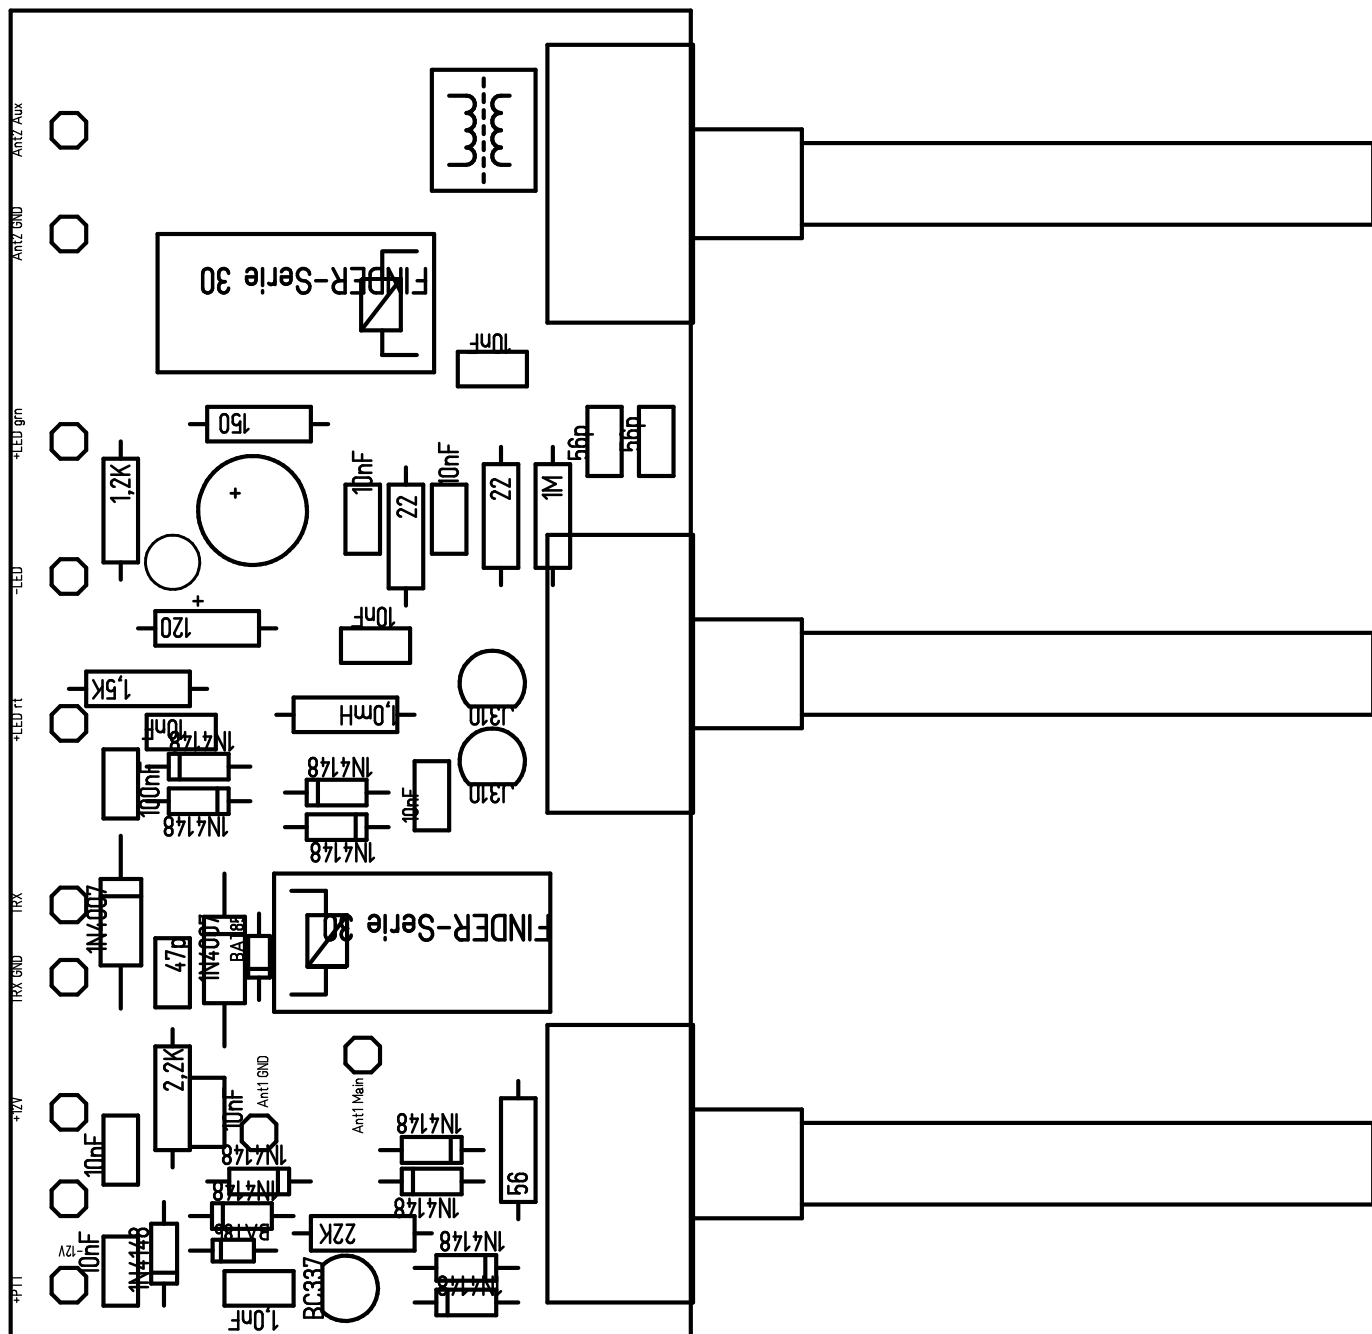 Ant2 Aux
Ant2 GND
FINDER-Serie 30
10nF
150
+LED grn
1,2K
+
10nF
22
10nF
22
1M
56p
56p
-LED
+
120
10nF
1,5K
+LED rt
10nF
1,0mH
J310
1N4148
100nF
1N4148
1N4148
1N4148
10nF
J310
TRX
1N4007
47p
1N4007
BAT85
FINDER-Serie 30
TRX GND
2,2K
Ant1 GND
Ant1 Main
+12V
10nF
10nF
1N4148
1N4148
1N4148
1N4148
56
BAT85
22K
-12V
10nF
1N4148
1N4148
1N4148
+PTT
1,0nF
BC337